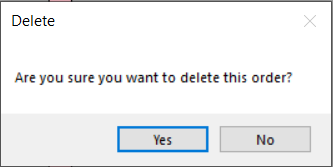 Delete
Are you sure you want to delete this order?
Yes
No